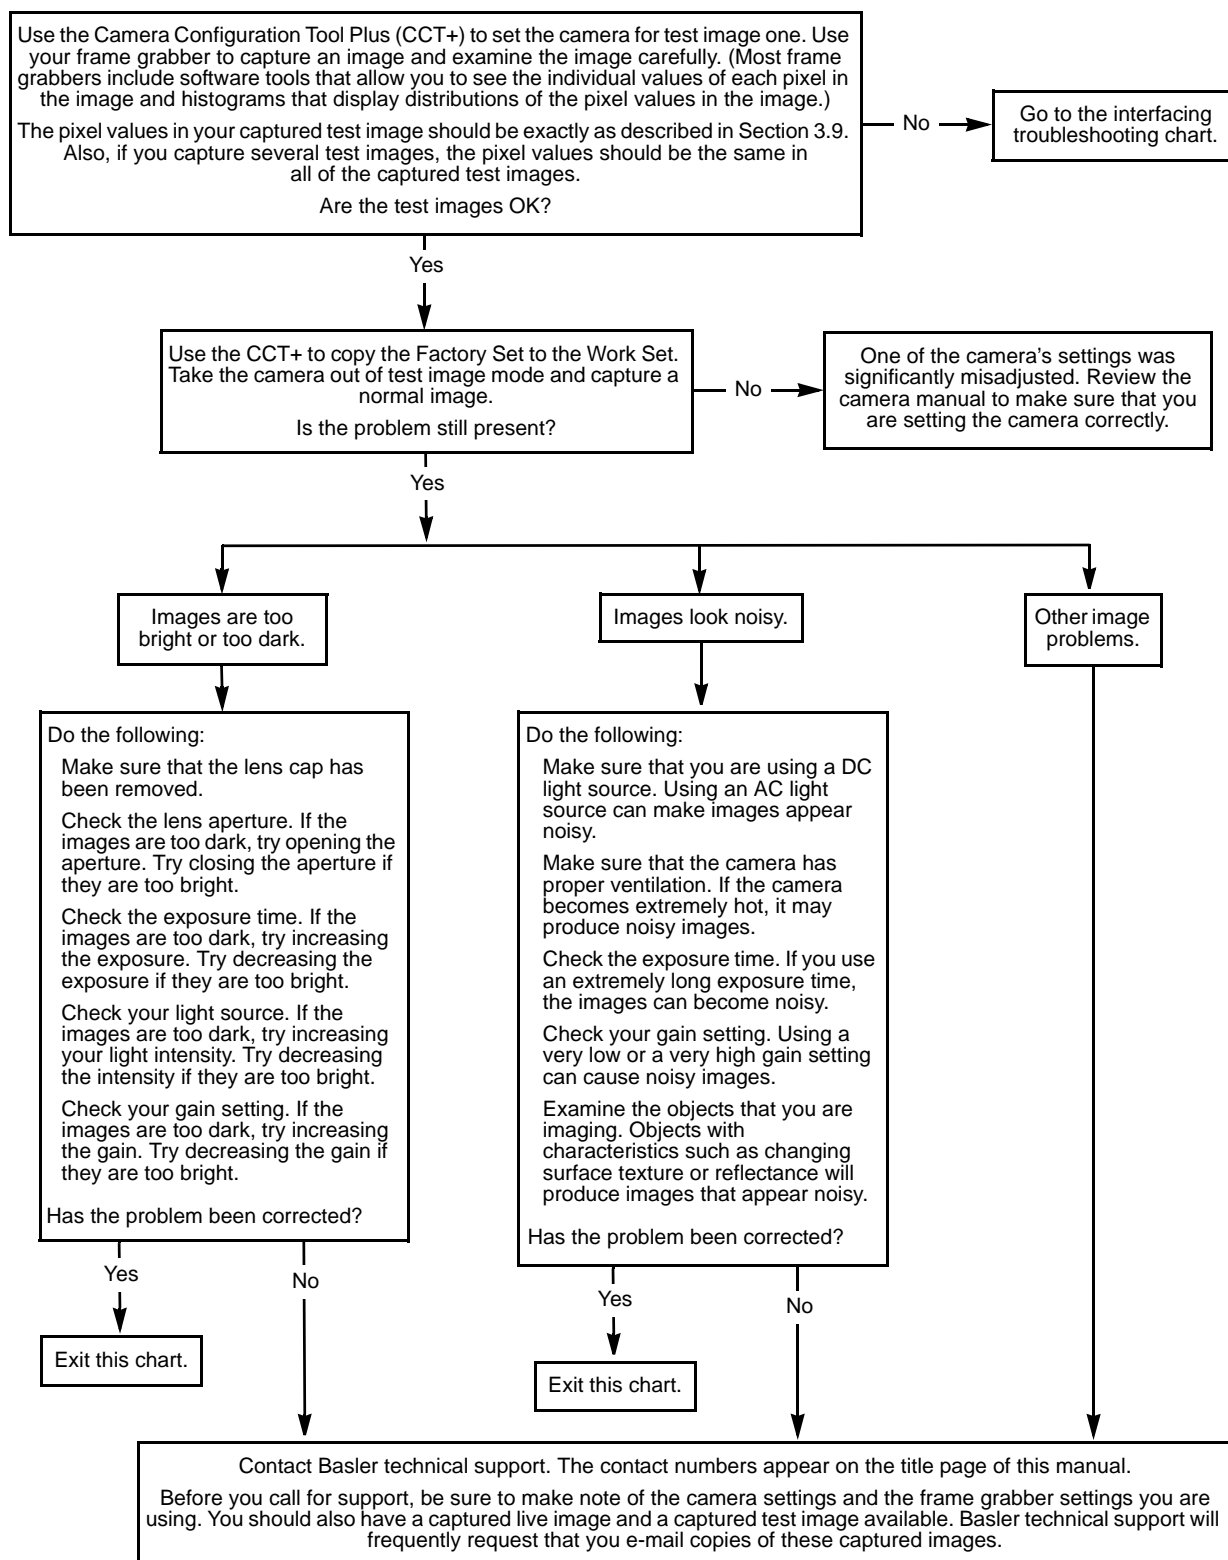 Use the Camera Configuration Tool Plus (CCT+) to set the camera for test image one. Use
your frame grabber to capture an image and examine the image carefully. (Most frame
grabbers include software tools that allow you to see the individual values of each pixel in
the image and histograms that display distributions of the pixel values in the image.)
The pixel values in your captured test image should be exactly as described in Section 3.9.
Also, if you capture several test images, the pixel values should be the same in
all of the captured test images.
Are the test images OK?
No
Go to the interfacing
troubleshooting chart.
Yes
Use the CCT+ to copy the Factory Set to the Work Set.
Take the camera out of test image mode and capture a
normal image.
Is the problem still present?
No
One of the camera's settings was
significantly misadjusted. Review the
camera manual to make sure that you
are setting the camera correctly.
Yes
Images are too
bright or too dark.
Images look noisy.
Other image
problems.
Do the following:
Make sure that the lens cap has
been removed.
Check the lens aperture. If the
images are too dark, try opening the
aperture. Try closing the aperture if
they are too bright.
Check the exposure time. If the
images are too dark, try increasing
the exposure. Try decreasing the
exposure if they are too bright.
Check your light source. If the
images are too dark, try increasing
your light intensity. Try decreasing
the intensity if they are too bright.
Check your gain setting. If the
images are too dark, try increasing
the gain. Try decreasing the gain if
they are too bright.
Has the problem been corrected?
Yes
No
Exit this chart.
Do the following:
Make sure that you are using a DC
light source. Using an AC light
source can make images appear
noisy.
Make sure that the camera has
proper ventilation. If the camera
becomes extremely hot, it may
produce noisy images.
Check the exposure time. If you use
an extremely long exposure time,
the images can become noisy.
Check your gain setting. Using a
very low or a very high gain setting
can cause noisy images.
Examine the objects that you are
imaging. Objects with
characteristics such as changing
surface texture or reflectance will
produce images that appear noisy.
Has the problem been corrected?
Yes
No
Exit this chart.
Contact Basler technical support. The contact numbers appear on the title page of this manual.
Before you call for support, be sure to make note of the camera settings and the frame grabber settings you are
using. You should also have a captured live image and a captured test image available. Basler technical support will
frequently request that you e-mail copies of these captured images.